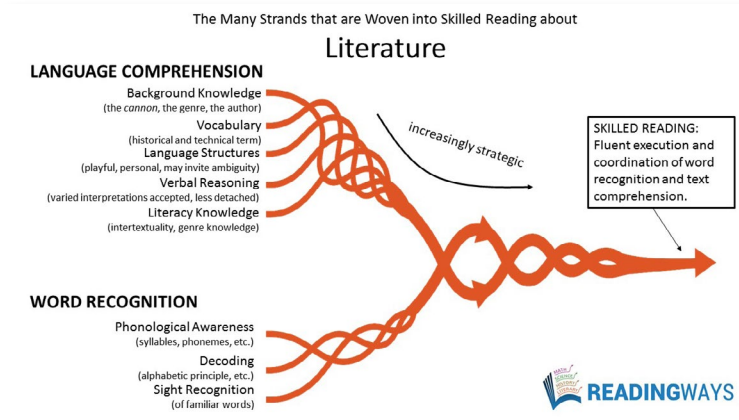 The Many Strands that are Woven into Skilled Reading about
Literature
LANGUAGE COMPREHENSION
Background Knowledge
(the cannon, the genre, the author)
Vocabulary
(historical and technical term)
Language Structures
(playful, personal, may invite ambiguity)
Verbal Reasoning
(varied interpretations accepted, less detached)
Literacy Knowledge
(intertextuality, genre knowledge)
increasingly strategic
SKILLED READING:
Fluent execution and
coordination of word
recognition and text
comprehension.
WORD RECOGNITION
Phonological Awareness
(syllables, phonemes, etc.)
Decoding
(alphabetic principle, etc.)
Sight Recognition
(of familiar words)
MATH
SCIENCE
HISTORY
LITERATURE
READINGWAYS